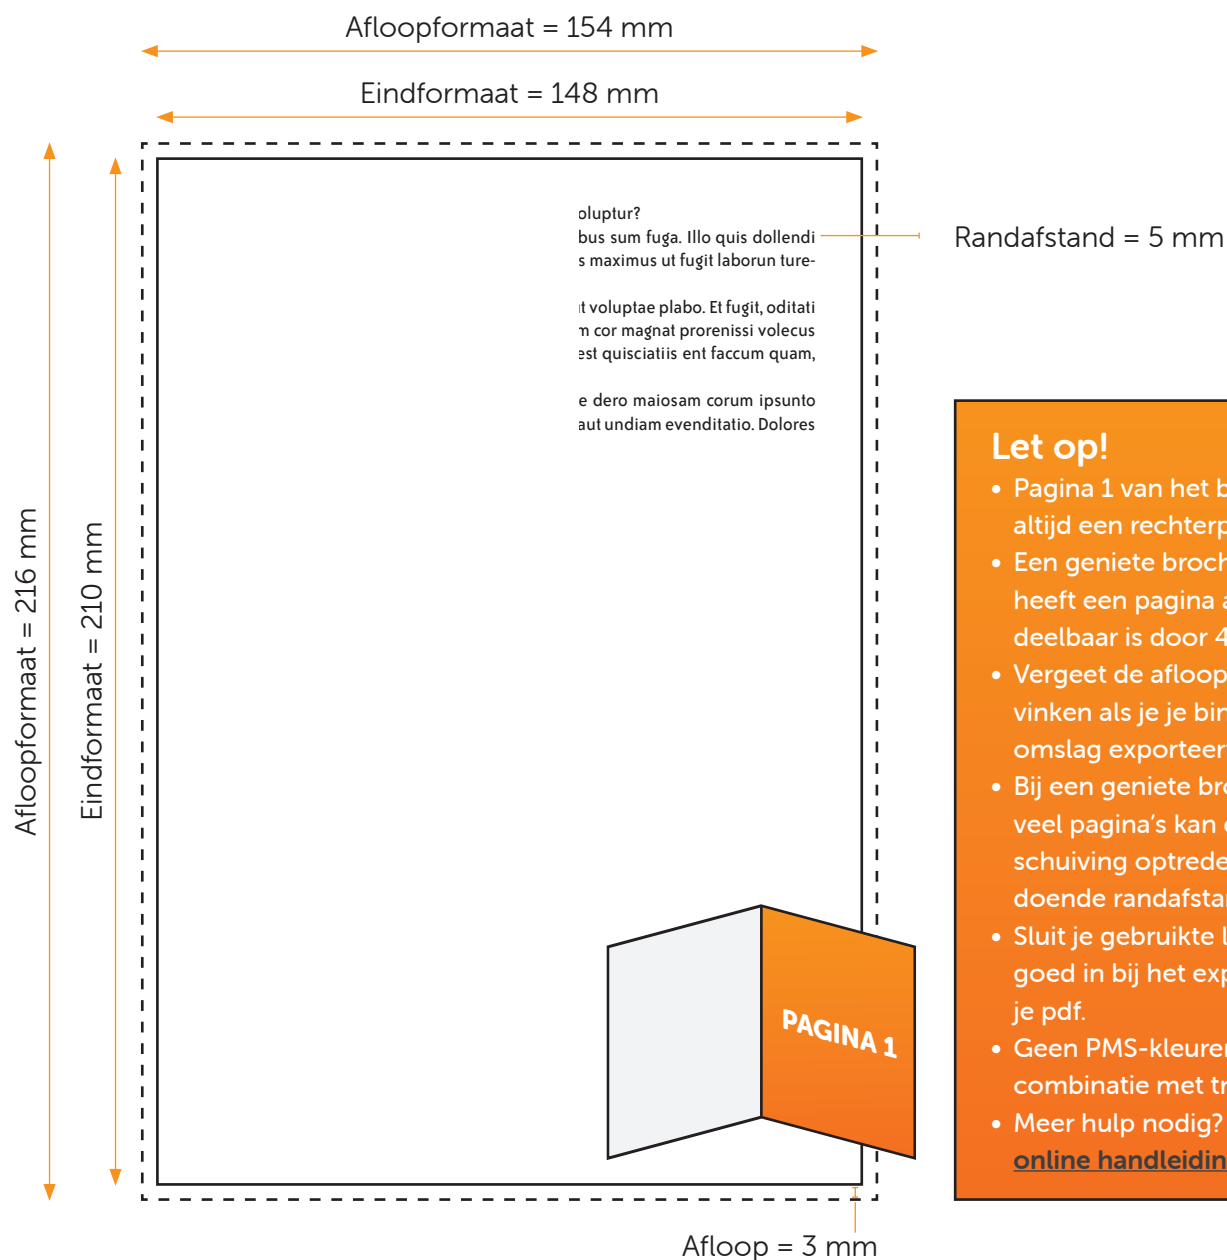 Afloopformaat = 154 mm
Eindformaat = 148 mm
Afloopformaat = 216 mm
Eindformaat = 210 mm
oluptur?
bus sum fuga. Illo quis dollendi
s maximus ut fugit laborun ture-
t voluptae plabo. Et fugit, oditati
m cor magnat prorenissi volecus
est quisciatiis ent faccum quam,
e dero maiosam corum ipsunto
aut undiam evenditatio. Dolores
Randafstand = 5 mm
Let op!
• Pagina 1 van het b
altijd een rechterp
• Een geniete broch
heeft een pagina a
deelbaar is door 4
• Vergeet de afloop
vinken als je je bin
omslag exporteer
• Bij een geniete bro
veel pagina's kan
schuiving optrede
doende randafstan
• Sluit je gebruikte l
goed in bij het exp
je pdf.
• Geen PMS-kleuren
combinatie met tr
• Meer hulp nodig?
online handleidin
PAGINA 1
Afloop = 3 mm